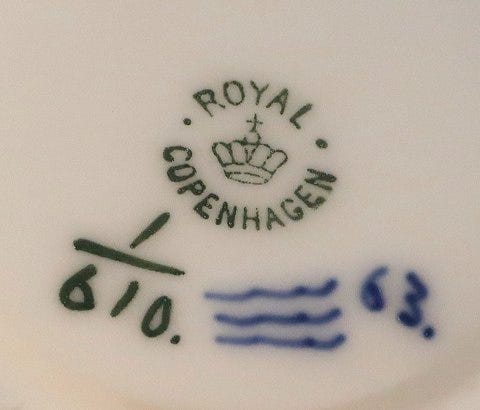 · ROYAL ·
COPENHAGEN
1
610. 63.